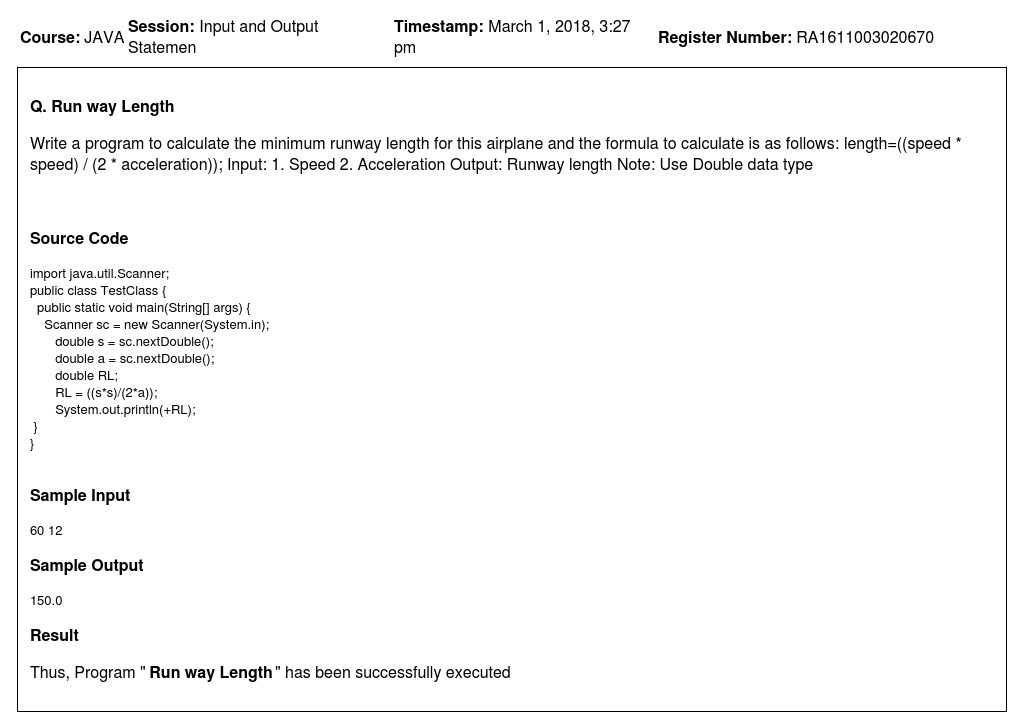 Course: JAVA Session: Input and Output Statemen Timestamp: March 1, 2018, 3:27 pm Register Number: RA1611003020670
Q. Run way Length
Write a program to calculate the minimum runway length for this airplane and the formula to calculate is as follows: length=((speed *
speed) / (2 * acceleration)); Input: 1. Speed 2. Acceleration Output: Runway length Note: Use Double data type
Source Code
import java.util.Scanner;
public class TestClass {
public static void main(String[] args) {
Scanner sc = new Scanner(System.in);
double s = sc.nextDouble();
double a = sc.nextDouble();
double RL;
RL = ((s*s)/(2*a));
System.out.println(+RL);
}
}
Sample Input
60 12
Sample Output
150.0
Result
Thus, Program " Run way Length " has been successfully executed